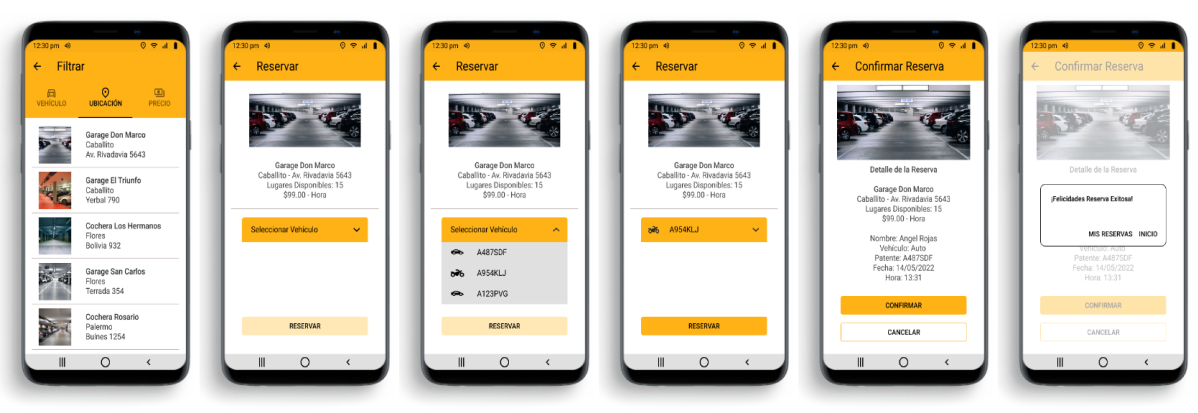 12:30 pm
Filtrar
VEHÍCULO
UBICACIÓN
PRECIO
Garage Don Marco
Caballito
Av. Rivadavia 5643
Garage El Triunfo
Caballito
Yerbal 790
Cochera Los Hermanos
Flores
Bolivia 932
Garage San Carlos
Flores
Terrada 354
Cochera Rosario
Palermo
Bulnes 1254
12:30 pm
Reservar
Garage Don Marco
Caballito - Av. Rivadavia 5643
Lugares Disponibles: 15
$99.00 - Hora
Seleccionar Vehículo
RESERVAR
12:30 pm
Reservar
Garage Don Marco
Caballito - Av. Rivadavia 5643
Lugares Disponibles: 15
$99.00 - Hora
Seleccionar Vehículo
A487SDF
A954KLJ
A123PVG
RESERVAR
12:30 pm
Reservar
Garage Don Marco
Caballito - Av. Rivadavia 5643
Lugares Disponibles: 15
$99.00 - Hora
A954KLJ
RESERVAR
12:30 pm
Confirmar Reserva
Detalle de la Reserva
Garage Don Marco
Caballito - Av. Rivadavia 5643
Lugares Disponibles: 15
$99.00 - Hora
Nombre: Angel Rojas
Vehículo: Auto
Patente: A487SDF
Fecha: 14/05/2022
Hora: 13:31
CONFIRMAR
CANCELAR
12:30 pm
Confirmar Reserva
Detalle de la Reserva
¡Felicidades Reserva Exitosa!
MIS RESERVAS INICIO
Vehículo: Auto
Patente: A487SDF
Fecha: 14/05/2022
Hora: 13:31
CONFIRMAR
CANCELAR